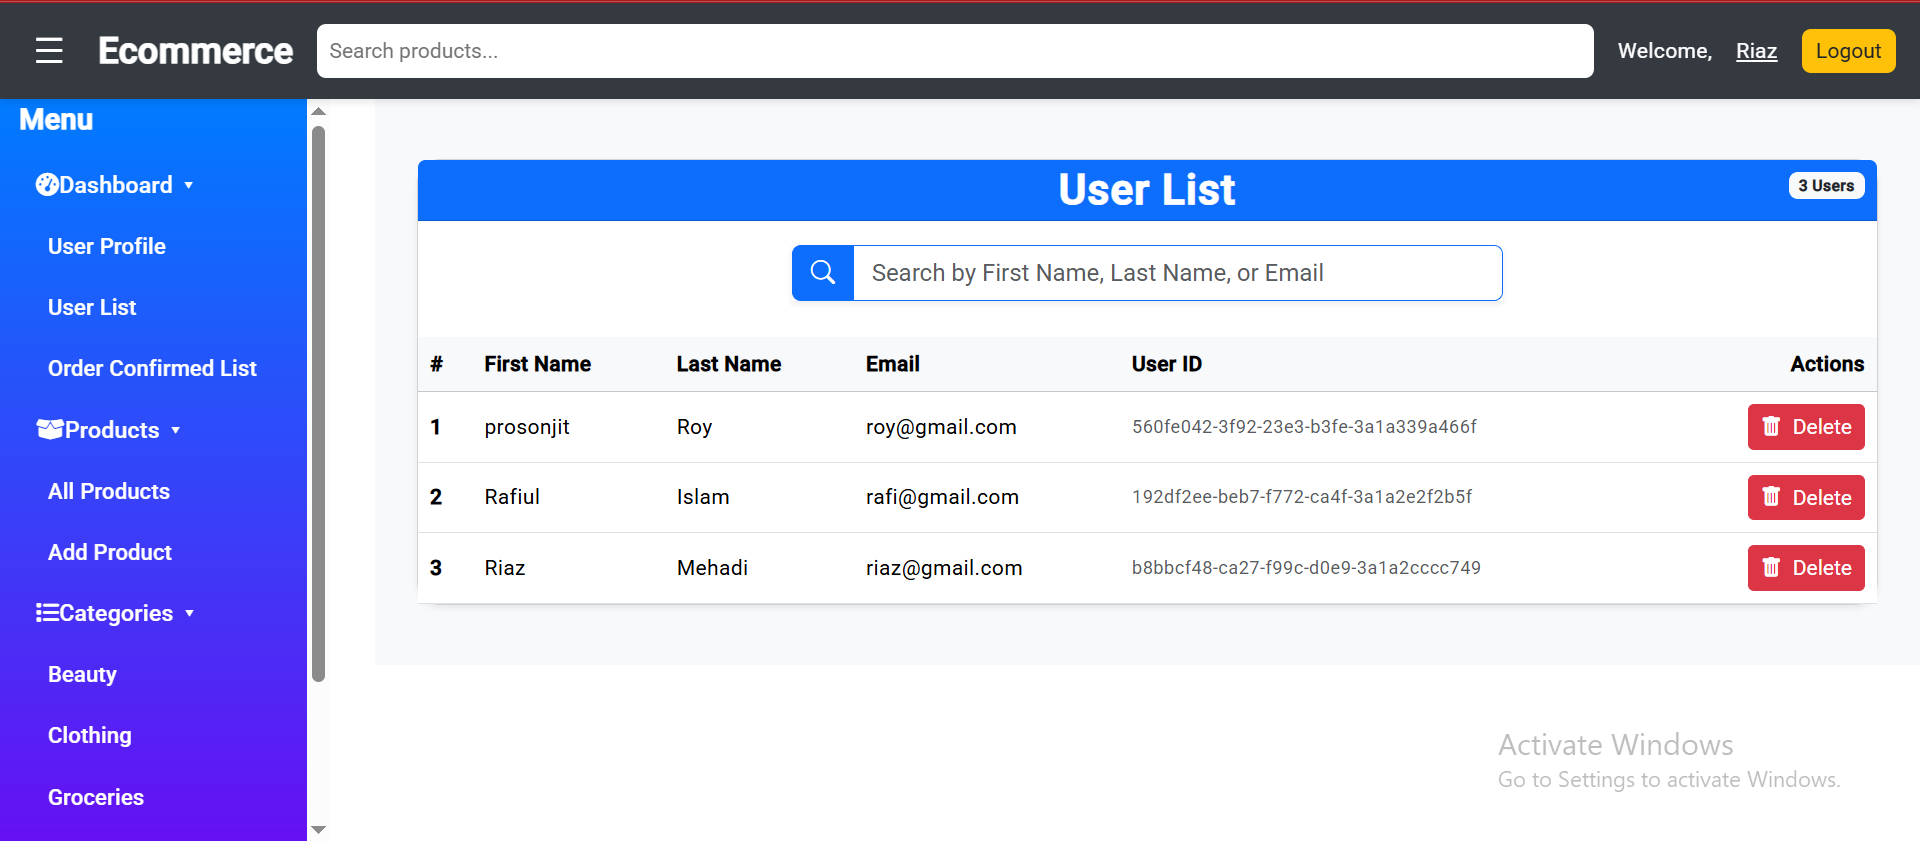 Ecommerce
Search products...
Welcome, Riaz
Logout
Menu
Dashboard
User Profile
User List
Order Confirmed List
Products
All Products
Add Product
Categories
Beauty
Clothing
Groceries
User List
3 Users
Search by First Name, Last Name, or Email
# First Name Last Name Email User ID Actions
1 prosonjit Roy roy@gmail.com 560fe042-3f92-23e3-b3fe-3a1a339a466f Delete
2 Rafiul Islam rafi@gmail.com 192df2ee-beb7-f772-ca4f-3a1a2e2f2b5f Delete
3 Riaz Mehadi riaz@gmail.com b8bbcf48-ca27-f99c-d0e9-3a1a2cccc749 Delete
Activate Windows
Go to Settings to activate Windows.